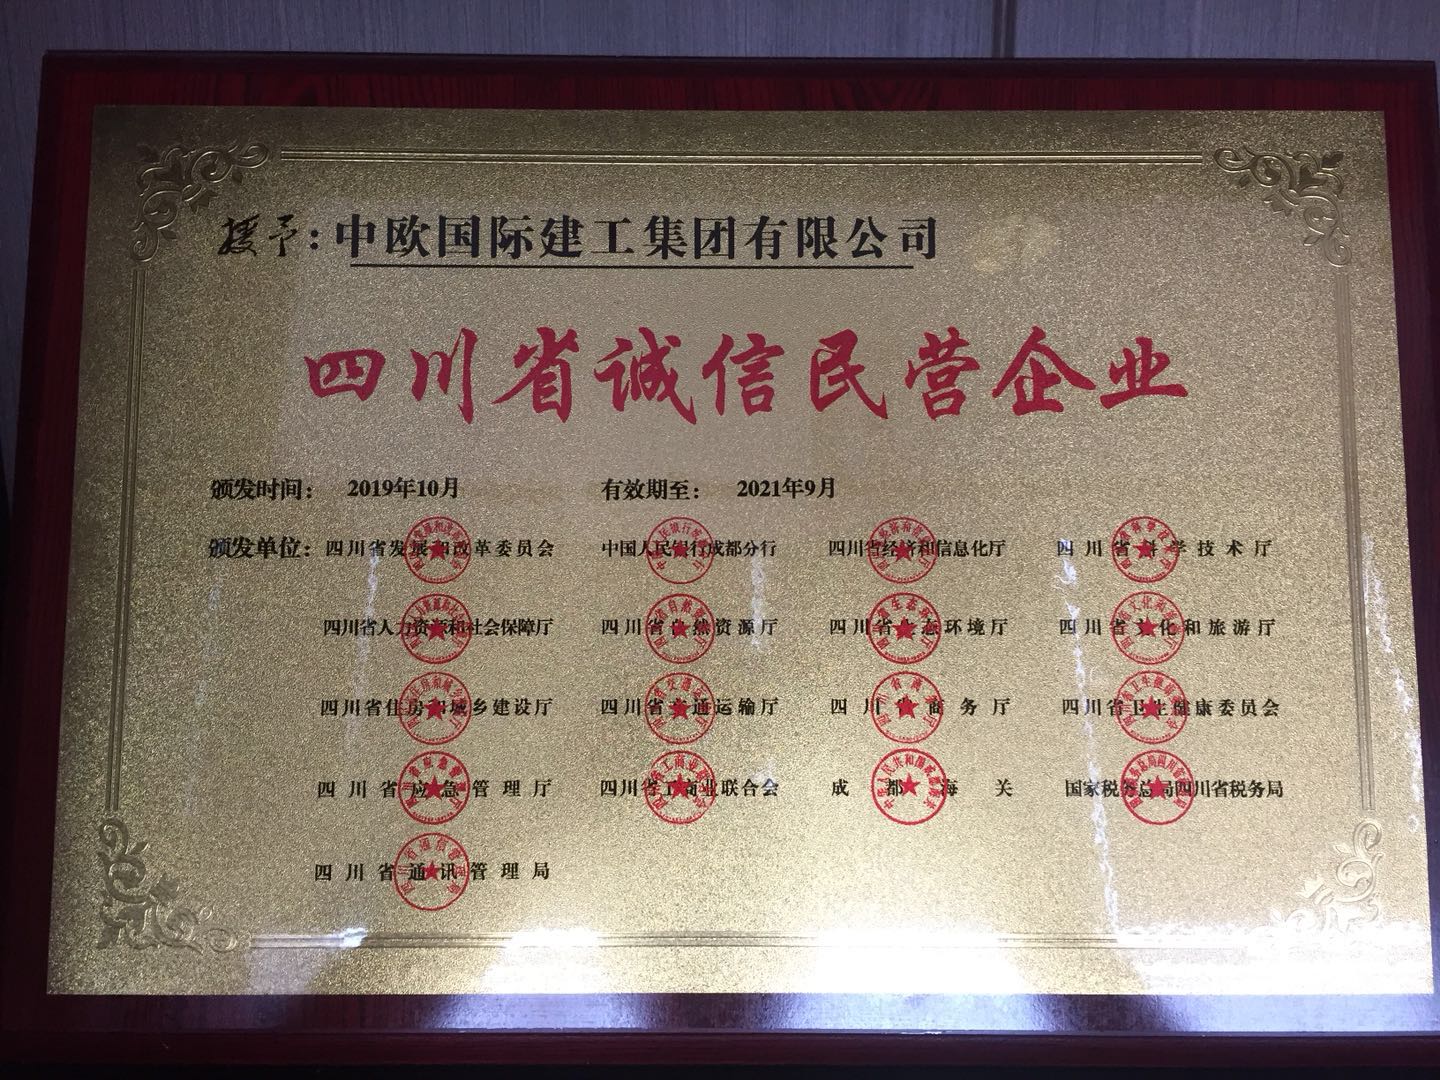 授予：中欧国际建工集团有限公司
四川省诚信民营企业
颁发时间： 2019年10月 有效期至： 2021年9月
颁发单位：四川省发展和改革委员会 中国人民银行成都分行 四川省经济和信息化厅 四川省科学技术厅
四川省人力资源和社会保障厅 四川省自然资源厅 四川省生态环境厅 四川省文化和旅游厅
四川省住房和城乡建设厅 四川省交通运输厅 四川省商务厅 四川省卫生健康委员会
四川省应急管理厅 四川省工商业联合会 成都海关 国家税务总局四川省税务局
四川省通讯管理局